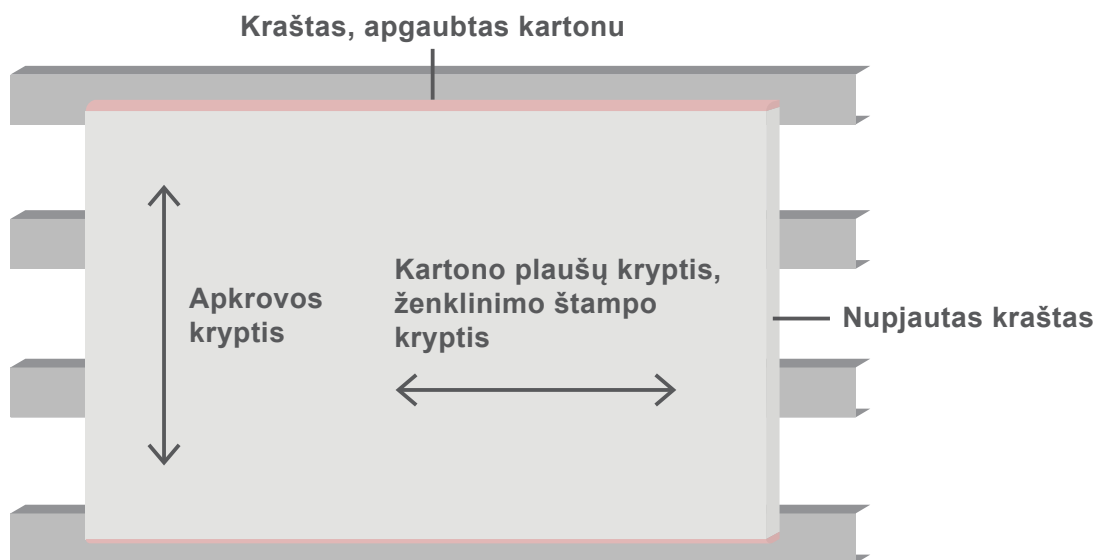 Kraštas, apgaubtas kartonu
Apkrovos
kryptis
Kartono plaušų kryptis,
ženklinimo štampo
kryptis
Nupjautas kraštas